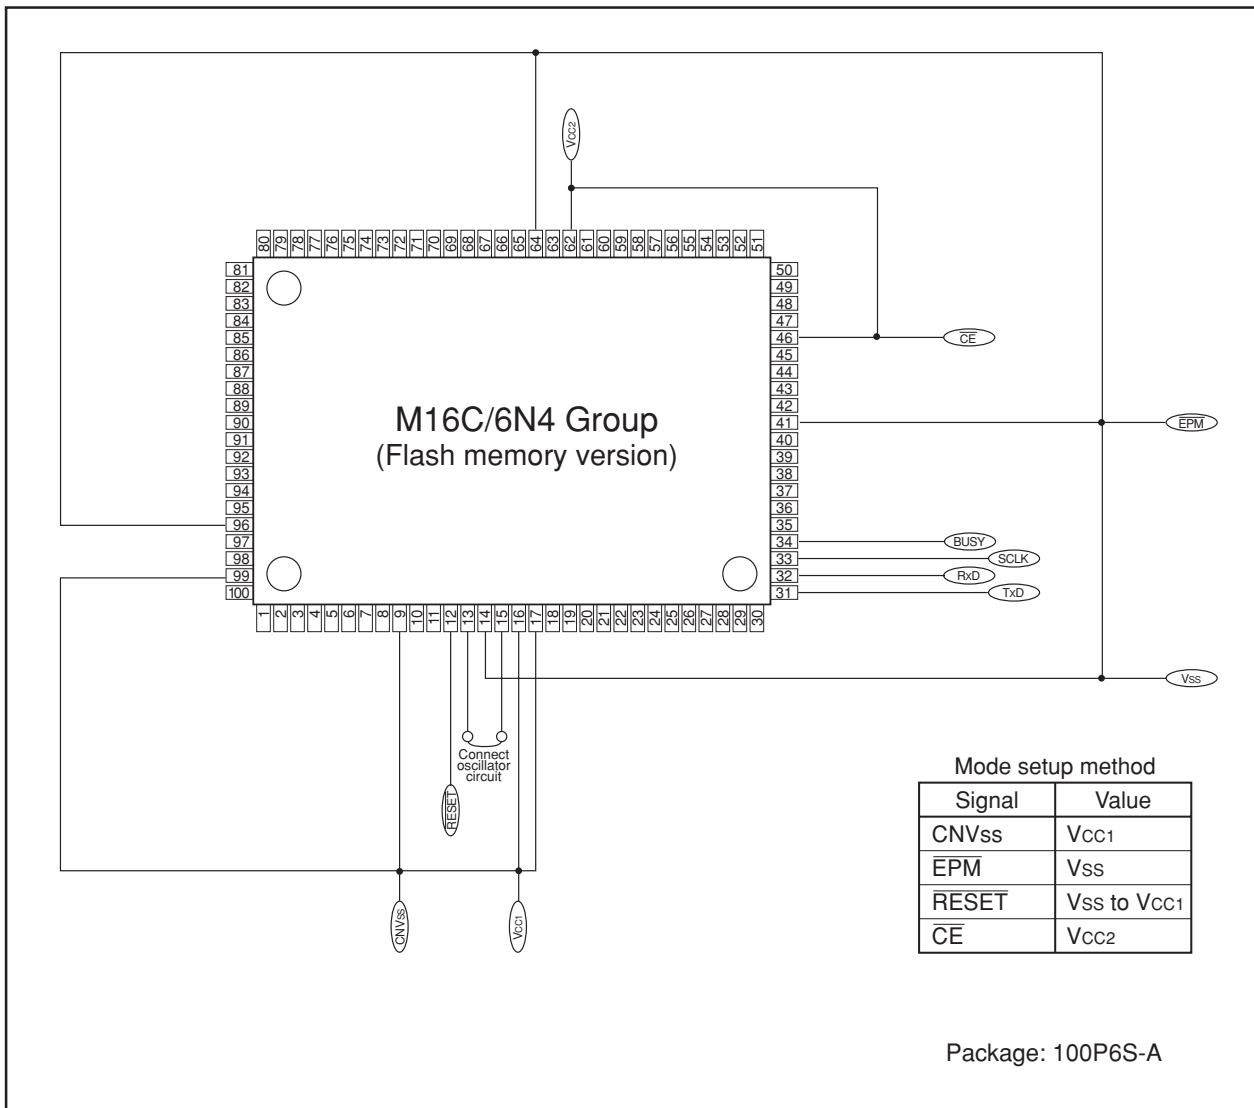 VCC2
80 79 78 77 76 75 74 73 72 71 70 69 68 67 66 65 64 63 62 61 60 59 58 57 56 55 54 53 52 51
81 50
82 49
83 48
84 47
85 46 CE
86 45
87 44
88 43
89 42
90 41 EPM
91 40
92 39
93 38
94 37
95 36
96 35
97 34 BUSY
98 33 SCLK
99 32 RxD
100 31 TxD
M16C/6N4 Group
(Flash memory version)
1 2 3 4 5 6 7 8 9 10 11 12 13 14 15 16 17 18 19 20 21 22 23 24 25 26 27 28 29 30
Vss
Connect
oscillator
circuit
RESET
CNVss
VCC1
Mode setup method
Signal Value
CNVss VCC1
EPM Vss
RESET Vss to VCC1
CE VCC2
Package: 100P6S-A